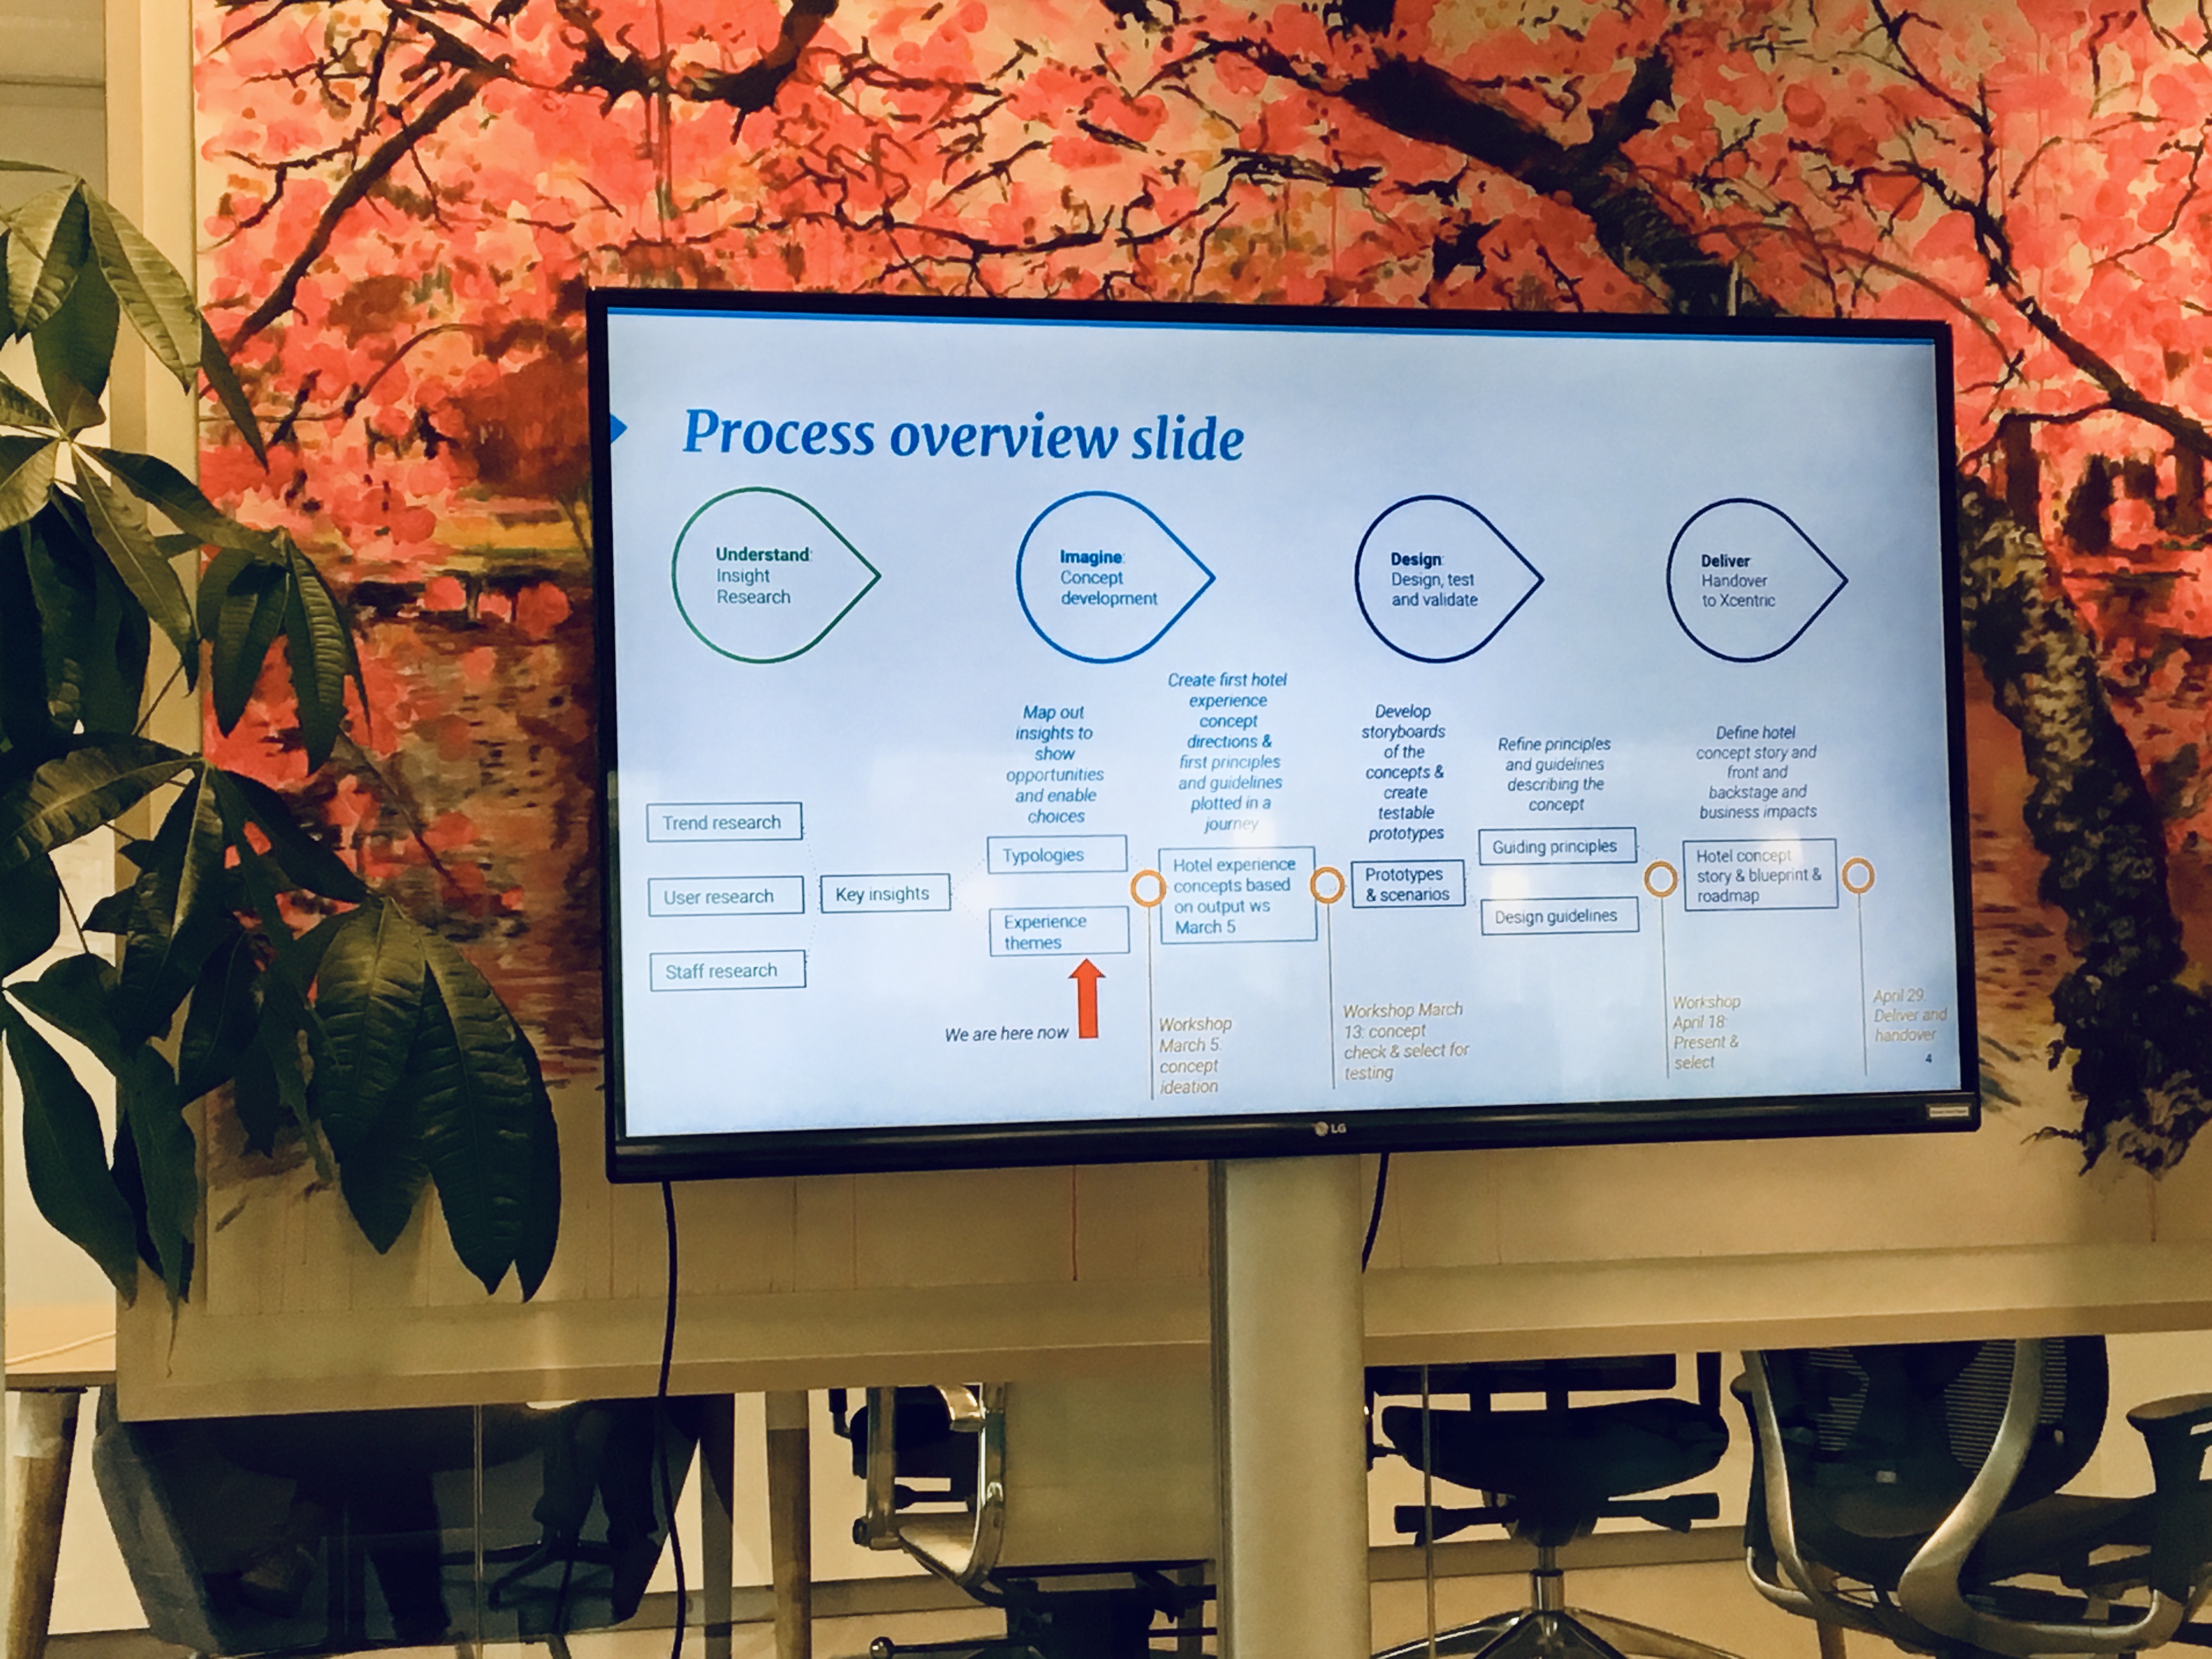 Process overview slide
Understand:
Insight
Research
Imagine:
Concept
development
Design:
Design, test
and validate
Deliver
Handover
to Xcentric
Map out
insights to
show
opportunities
and enable
choices
Create first hotel
experience
concept
directions &
first principles
and guidelines
plotted in a
journey
Develop
storyboards
of the
concepts &
create
testable
prototypes
Refine principles
and guidelines
describing the
concept
Define hotel
concept story and
front and
backstage and
business impacts
Trend research
User research
Staff research
Key insights
Typologies
Experience
themes
Hotel experience
concepts based
on output ws
March 5
Prototypes
& scenarios
Guiding principles
Design guidelines
Hotel concept
story & blueprint &
roadmap
We are here now
Workshop
March 5:
concept
ideation
Workshop March
13: concept
check & select for
testing
Workshop
April 18:
Present &
select
April 29:
Deliver and
handover
4
LG